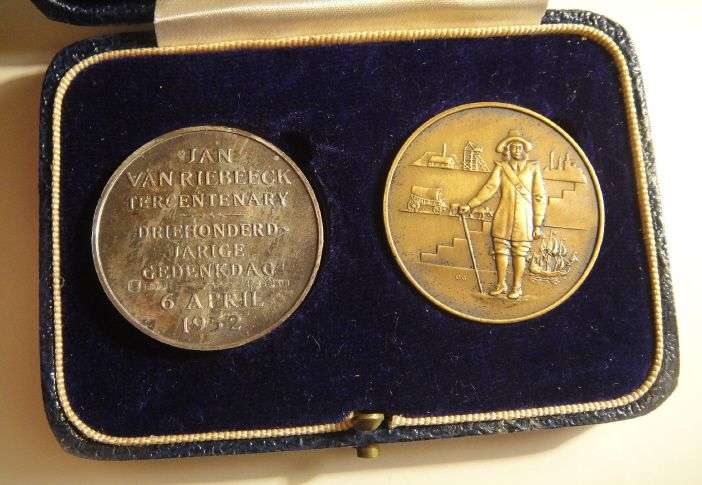 JAN
VAN RIEBEECK
TERCENTENARY
DRIEHONDERD-
JARIGE
GEDENKDAG
6 APRIL
1952